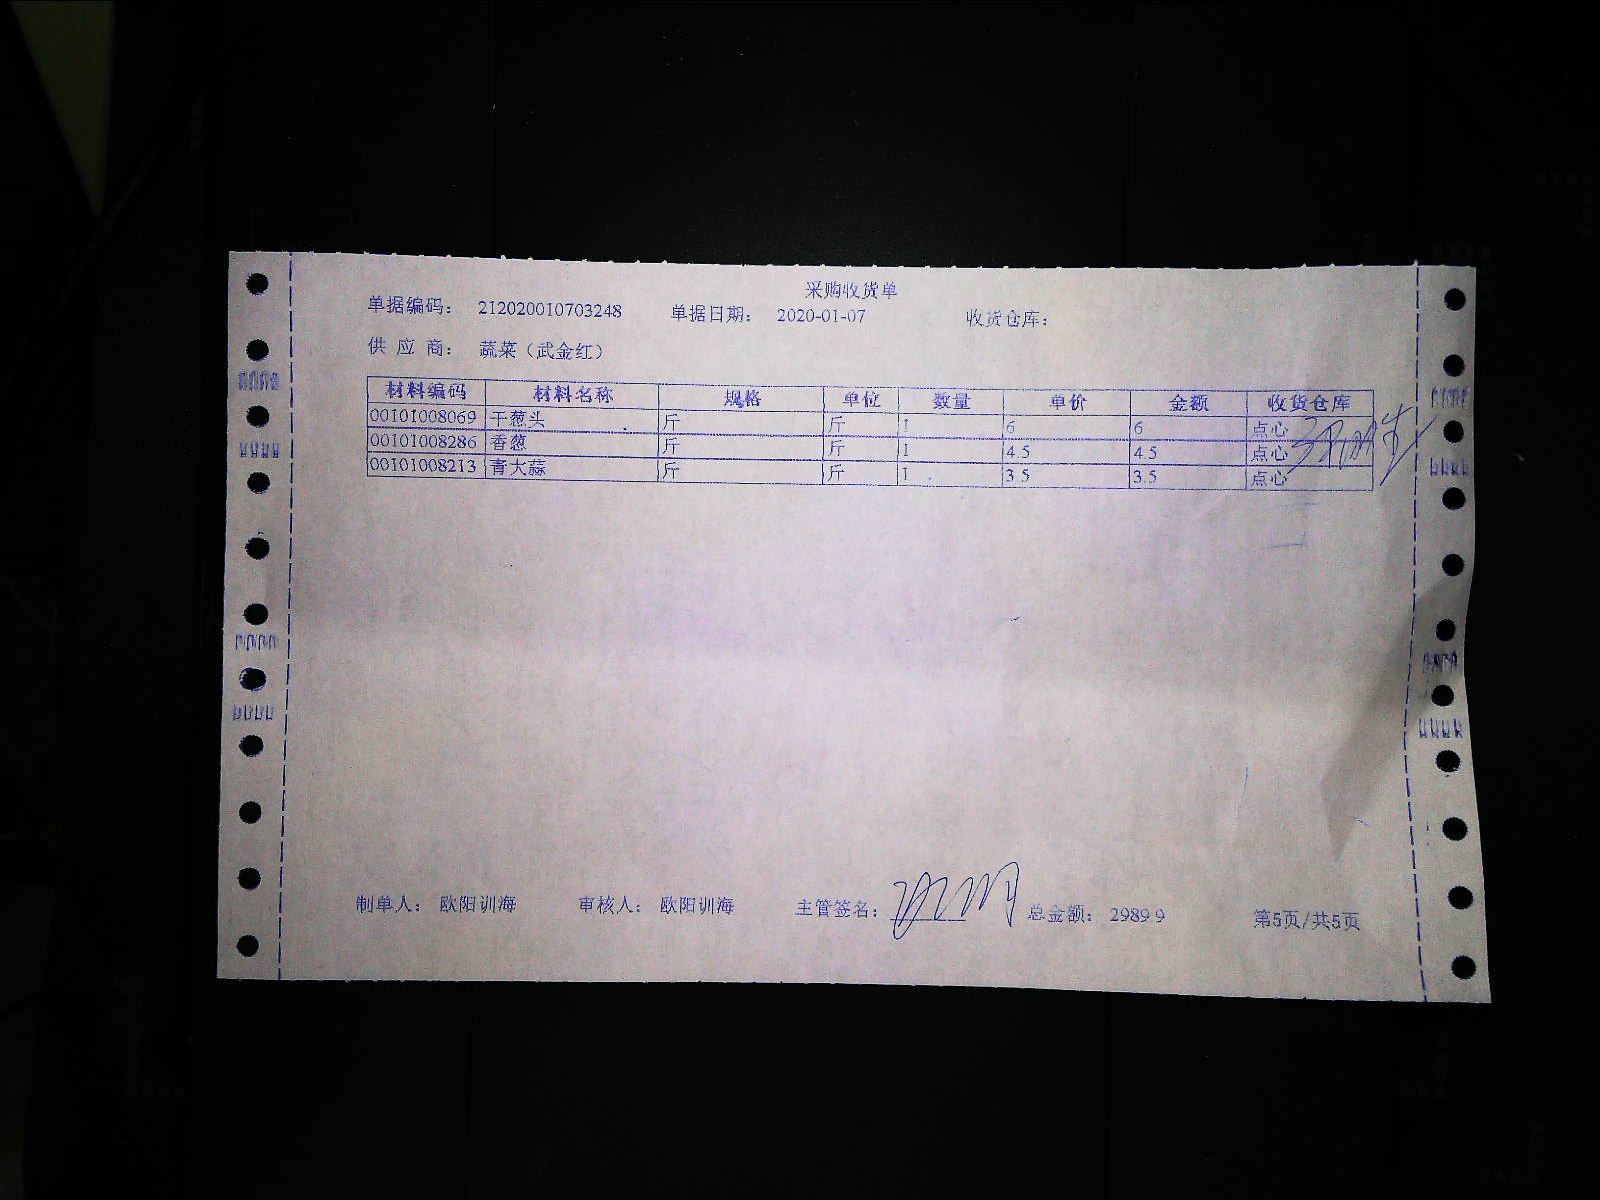 采购收货单
单据编码: 212020010703248 单据日期: 2020-01-07 收货仓库:
供 应 商: 蔬菜（武金红）
材料编码 材料名称 规格 单位 数量 单价 金额 收货仓库
00101008069 干葱头 斤 斤 1 6 6 点心
00101008286 香葱 斤 斤 1 4.5 4.5 点心
00101008213 青大蒜 斤 斤 1 3.5 3.5 点心
制单人: 欧阳训海 审核人: 欧阳训海 主管签名: 总金额: 2989.9 第5页/共5页